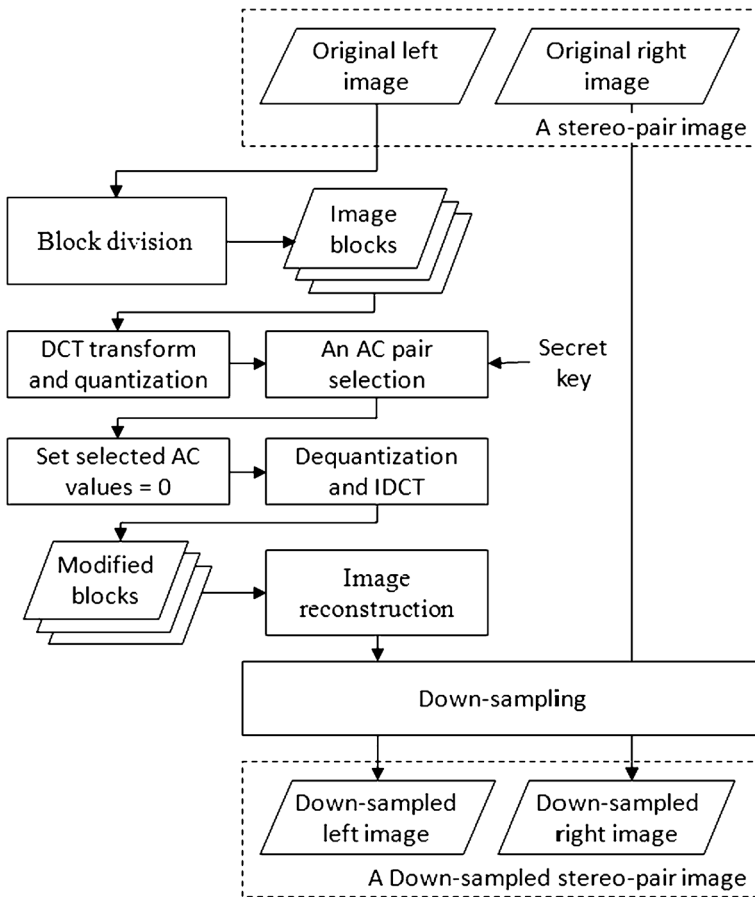 Original left
image
Original right
image
A stereo-pair image
Block division
Image
blocks
DCT transform
and quantization
An AC pair
selection
Secret
key
Set selected AC
values = 0
Dequantization
and IDCT
Modified
blocks
Image
reconstruction
Down-sampling
Down-sampled
left image
Down-sampled
right image
A Down-sampled stereo-pair image